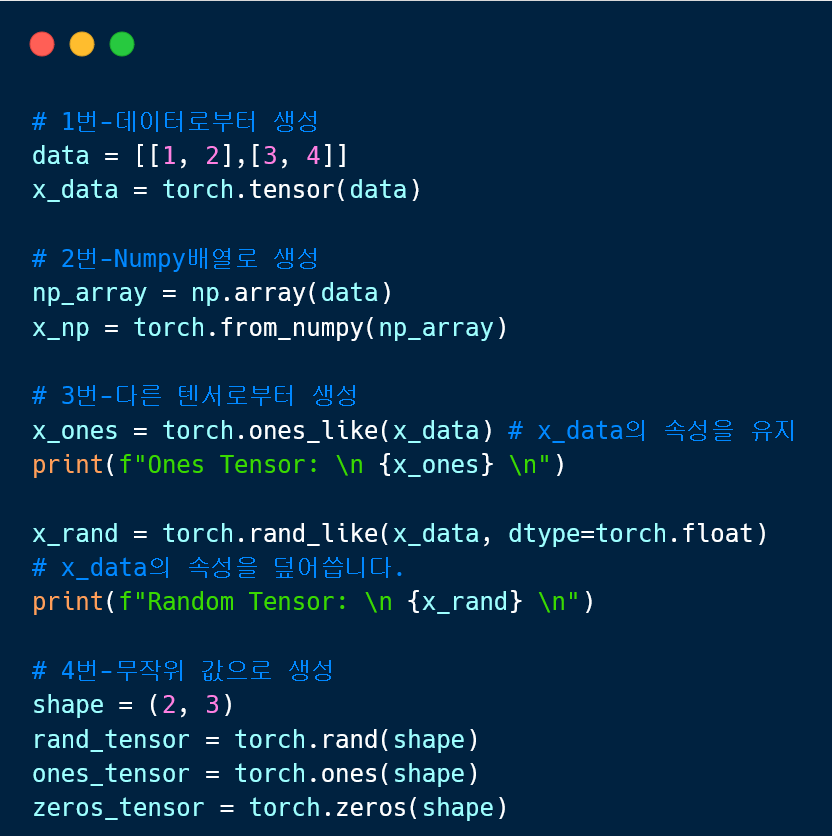 # 1번-데이터로부터 생성
data = [[1, 2],[3, 4]]
x_data = torch.tensor(data)
# 2번-Numpy배열로 생성
np_array = np.array(data)
x_np = torch.from_numpy(np_array)
# 3번-다른 텐서로부터 생성
x_ones = torch.ones_like(x_data) # x_data의 속성을 유지
print(f"Ones Tensor: \n {x_ones} \n")
x_rand = torch.rand_like(x_data, dtype=torch.float)
# x_data의 속성을 덮어씁니다.
print(f"Random Tensor: \n {x_rand} \n")
# 4번-무작위 값으로 생성
shape = (2, 3)
rand_tensor = torch.rand(shape)
ones_tensor = torch.ones(shape)
zeros_tensor = torch.zeros(shape)